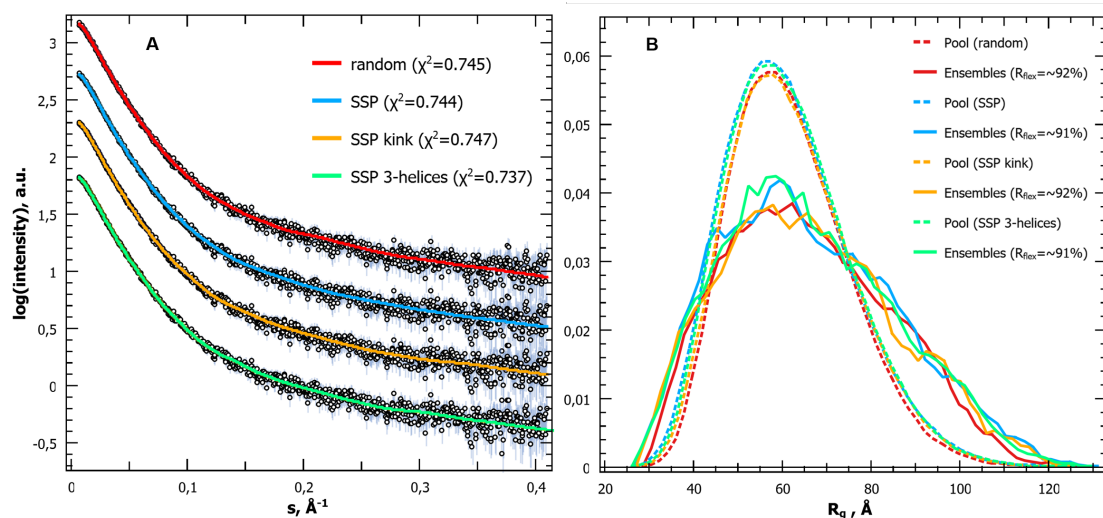 A
random (χ²=0.745)
SSP (χ²=0.744)
SSP kink (χ²=0.747)
SSP 3-helices (χ²=0.737)
log(intensity), a.u.
3
2,5
2
1,5
1
0,5
0
-0,5
0
0,1
0,2
0,3
0,4
s, Å⁻¹
B
Pool (random)
Ensembles (Rflex=~92%)
Pool (SSP)
Ensembles (Rflex=~91%)
Pool (SSP kink)
Ensembles (Rflex=~92%)
Pool (SSP 3-helices)
Ensembles (Rflex=~91%)
0,06
0,05
0,04
0,03
0,02
0,01
0
20
40
60
80
100
120
Rg, Å